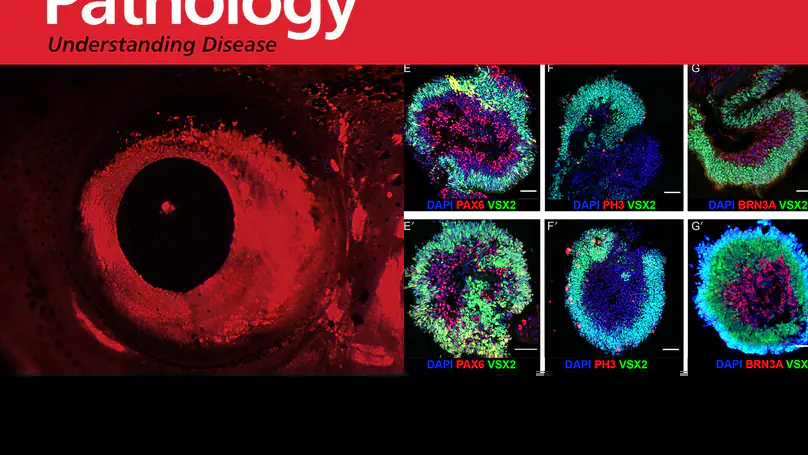 Pathology
Understanding Disease
E
F
G
DAPI PAX6 VSX2
DAPI PH3 VSX2
DAPI BRN3A VSX2
E′
F′
G′
DAPI PAX6 VSX2
DAPI PH3 VSX2
DAPI BRN3A VSX